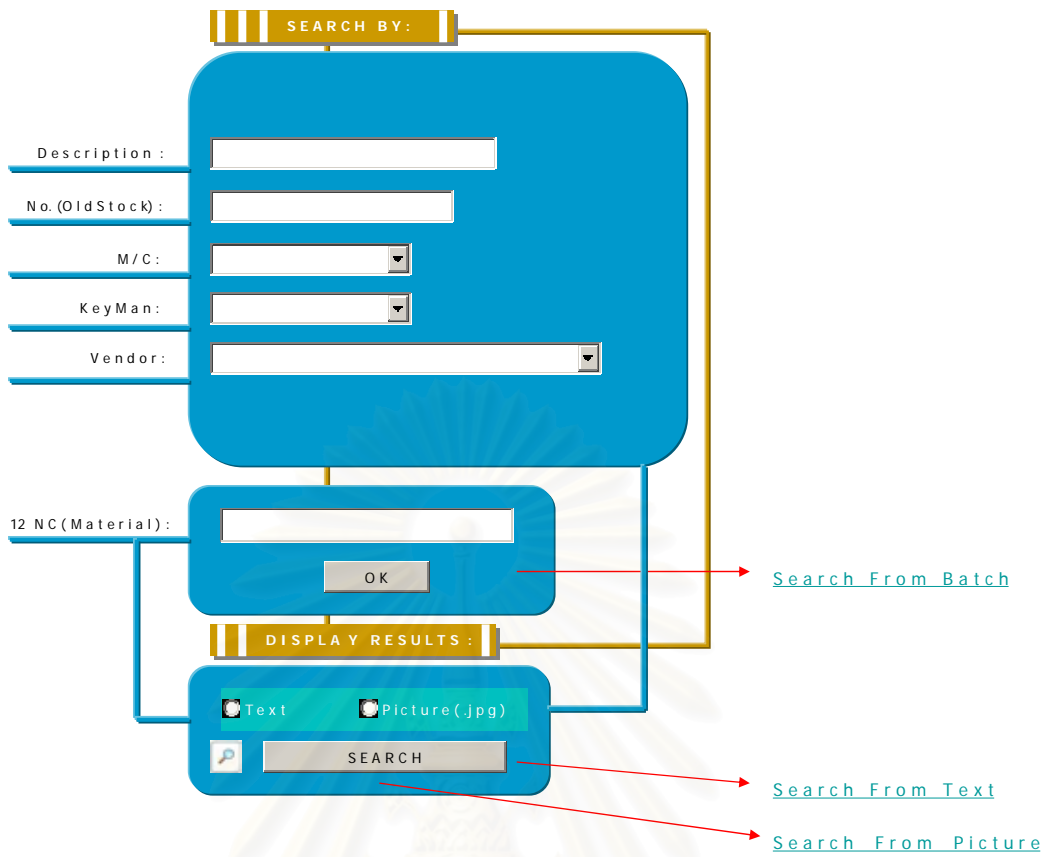 SEARCH BY:
Description :
No.(OldStock) :
M/C:
KeyMan:
Vendor:
12 NC(Material):
OK
Search From Batch
DISPLAY RESULTS :
Text Picture(.jpg)
SEARCH
Search From Text
Search From Picture